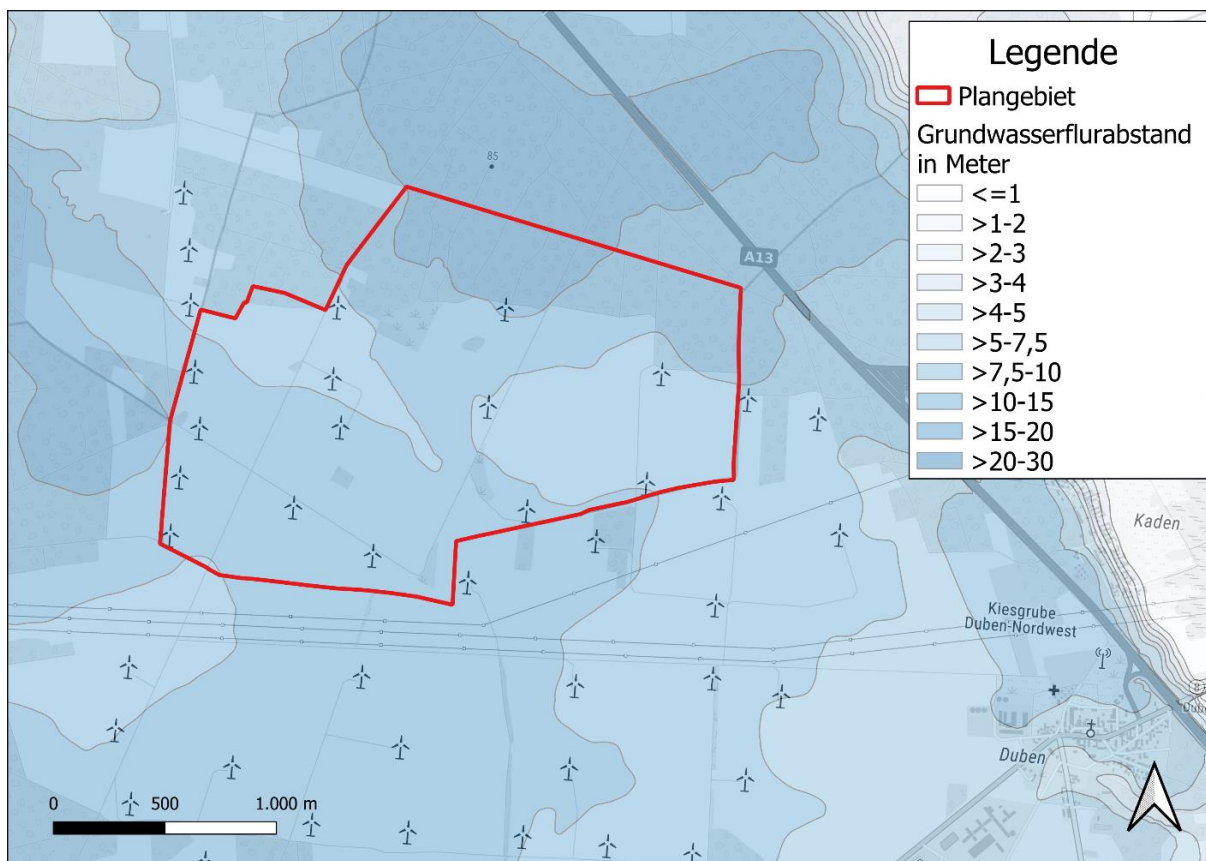 Legende
Plangebiet
Grundwasserflurabstand
in Meter
<=1
>1-2
>2-3
>3-4
>4-5
>5-7,5
>7,5-10
>10-15
>15-20
>20-30
85
A13
Kaden
Kiesgrube
Duben-Nordwest
8
Duben
0 500 1.000 m